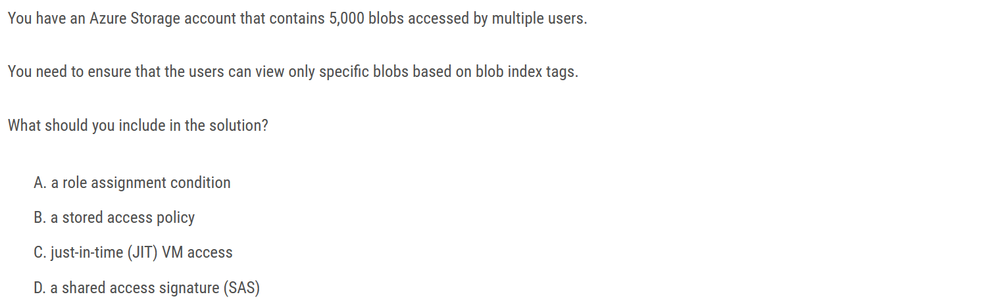 You have an Azure Storage account that contains 5,000 blobs accessed by multiple users.
You need to ensure that the users can view only specific blobs based on blob index tags.
What should you include in the solution?
A. a role assignment condition
B. a stored access policy
C. just-in-time (JIT) VM access
D. a shared access signature (SAS)